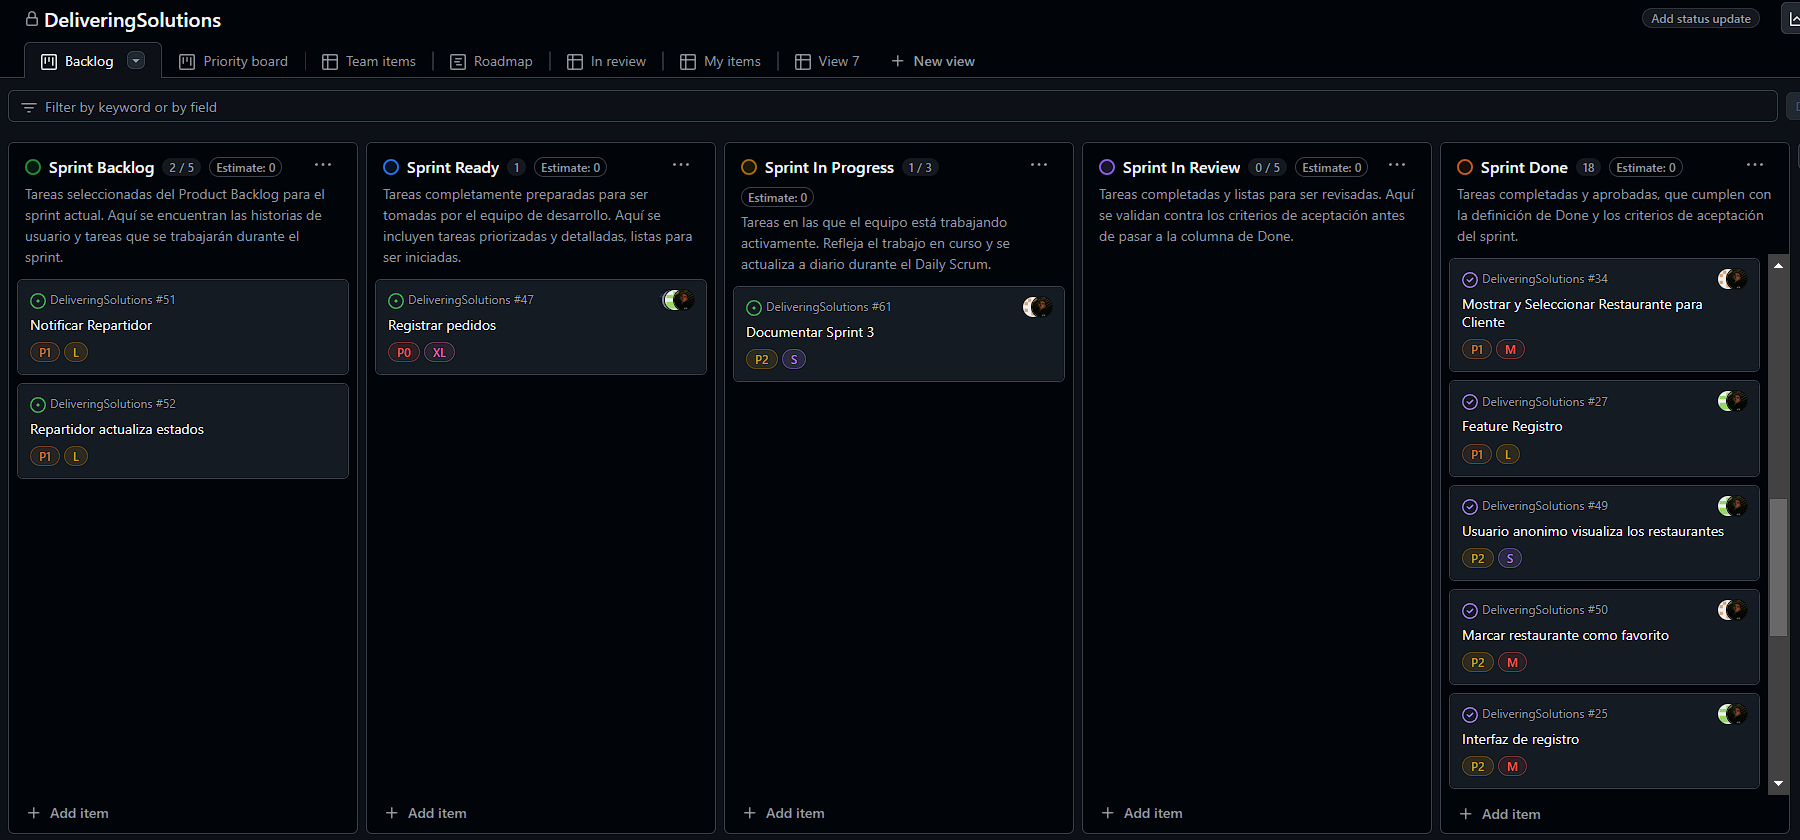 DeliveringSolutions
Add status update
Backlog
Priority board
Team items
Roadmap
In review
My items
View 7
New view
Filter by keyword or by field
Sprint Backlog 2 / 5 Estimate: 0
Tareas seleccionadas del Product Backlog para el
sprint actual. Aquí se encuentran las historias de
usuario y tareas que se trabajarán durante el
sprint.
DeliveringSolutions #51
Notificar Repartidor
P1 L
DeliveringSolutions #52
Repartidor actualiza estados
P1 L
+ Add item
Sprint Ready 1 Estimate: 0
Tareas completamente preparadas para ser
tomadas por el equipo de desarrollo. Aquí se
incluyen tareas priorizadas y detalladas, listas para
ser iniciadas.
DeliveringSolutions #47
Registrar pedidos
P0 XL
+ Add item
Sprint In Progress 1 / 3
Estimate: 0
Tareas en las que el equipo está trabajando
activamente. Refleja el trabajo en curso y se
actualiza a diario durante el Daily Scrum.
DeliveringSolutions #61
Documentar Sprint 3
P2 S
+ Add item
Sprint In Review 0 / 5 Estimate: 0
Tareas completadas y listas para ser revisadas. Aquí
se validan contra los criterios de aceptación antes
de pasar a la columna de Done.
+ Add item
Sprint Done 18 Estimate: 0
Tareas completadas y aprobadas, que cumplen con
la definición de Done y los criterios de aceptación
del sprint.
DeliveringSolutions #34
Mostrar y Seleccionar Restaurante para
Cliente
P1 M
DeliveringSolutions #27
Feature Registro
P1 L
DeliveringSolutions #49
Usuario anonimo visualiza los restaurantes
P2 S
DeliveringSolutions #50
Marcar restaurante como favorito
P2 M
DeliveringSolutions #25
Interfaz de registro
P2 M
+ Add item